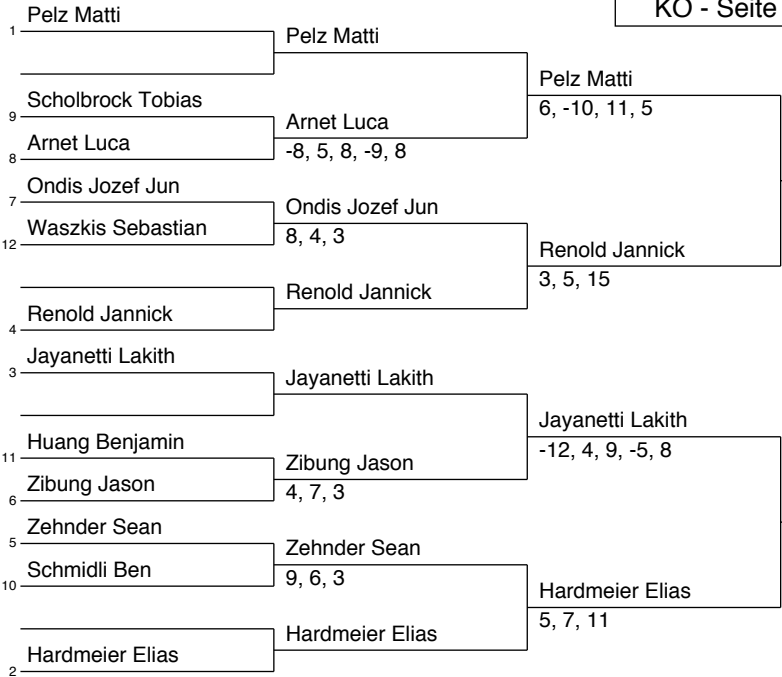 KO - Seite
1 Pelz Matti
9 Scholbrock Tobias
8 Arnet Luca
7 Ondis Jozef Jun
12 Waszkis Sebastian
4 Renold Jannick
3 Jayanetti Lakith
11 Huang Benjamin
6 Zibung Jason
5 Zehnder Sean
10 Schmidli Ben
2 Hardmeier Elias
Pelz Matti
Arnet Luca
-8, 5, 8, -9, 8
Ondis Jozef Jun
8, 4, 3
Renold Jannick
Jayanetti Lakith
Zibung Jason
4, 7, 3
Zehnder Sean
9, 6, 3
Hardmeier Elias
Pelz Matti
6, -10, 11, 5
Renold Jannick
3, 5, 15
Jayanetti Lakith
-12, 4, 9, -5, 8
Hardmeier Elias
5, 7, 11